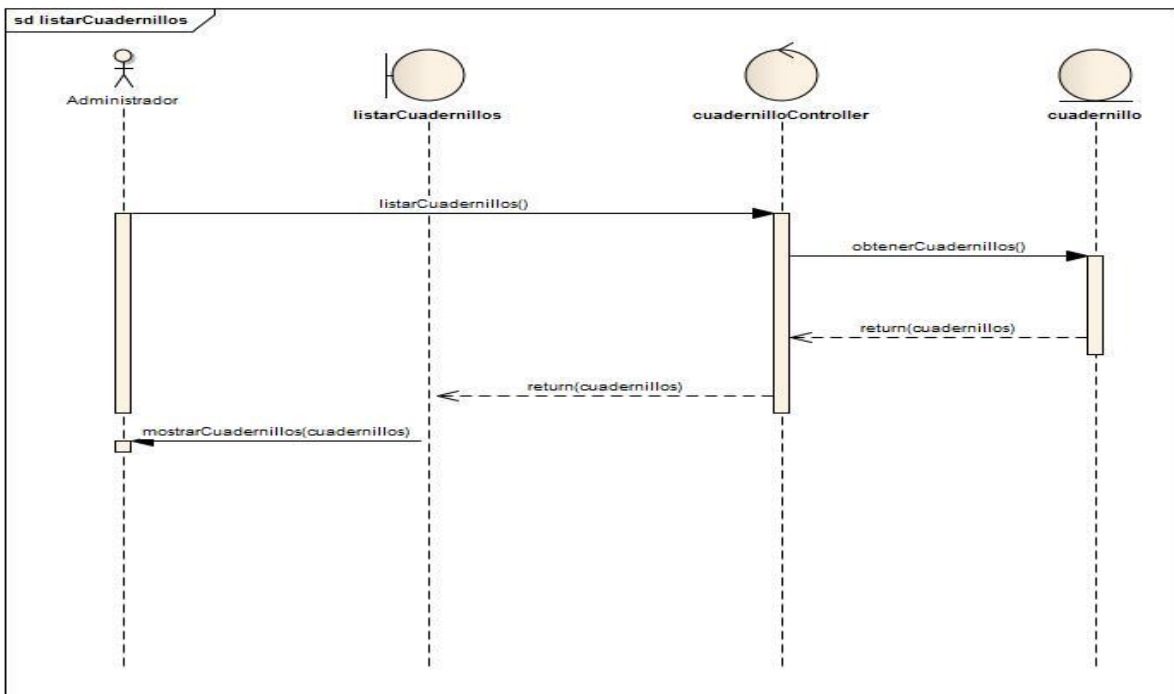 sd listarCuadernillos
Administrador
listarCuadernillos
cuadernilloController
cuadernillo
listarCuadernillos()
obtenerCuadernillos()
return(cuadernillos)
return(cuadernillos)
mostrarCuadernillos(cuadernillos)